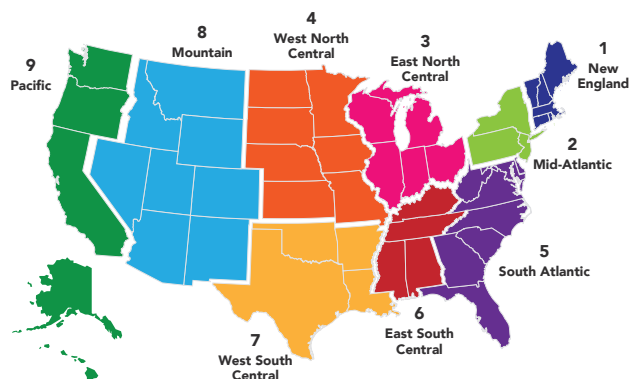 9
Pacific
8
Mountain
4
West North
Central
3
East North
Central
1
New
England
2
Mid-Atlantic
5
South Atlantic
6
East South
Central
7
West South
Central